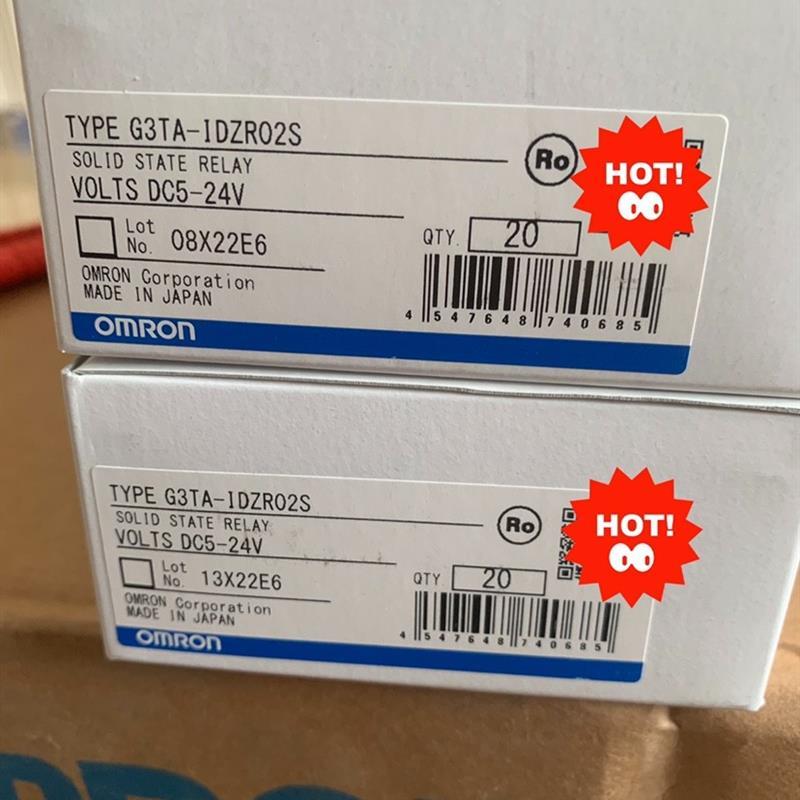 TYPE G3TA-IDZR02S
SOLID STATE RELAY
VOLTS DC5-24V
Ro
HOT!
Lot No. 08X22E6
QTY. 20
OMRON Corporation
MADE IN JAPAN
4 547648 740685
OMRON
TYPE G3TA-IDZR02S
SOLID STATE RELAY
VOLTS DC5-24V
Ro
HOT!
Lot No. 13X22E6
QTY. 20
OMRON Corporation
MADE IN JAPAN
4 547648 740685
OMRON